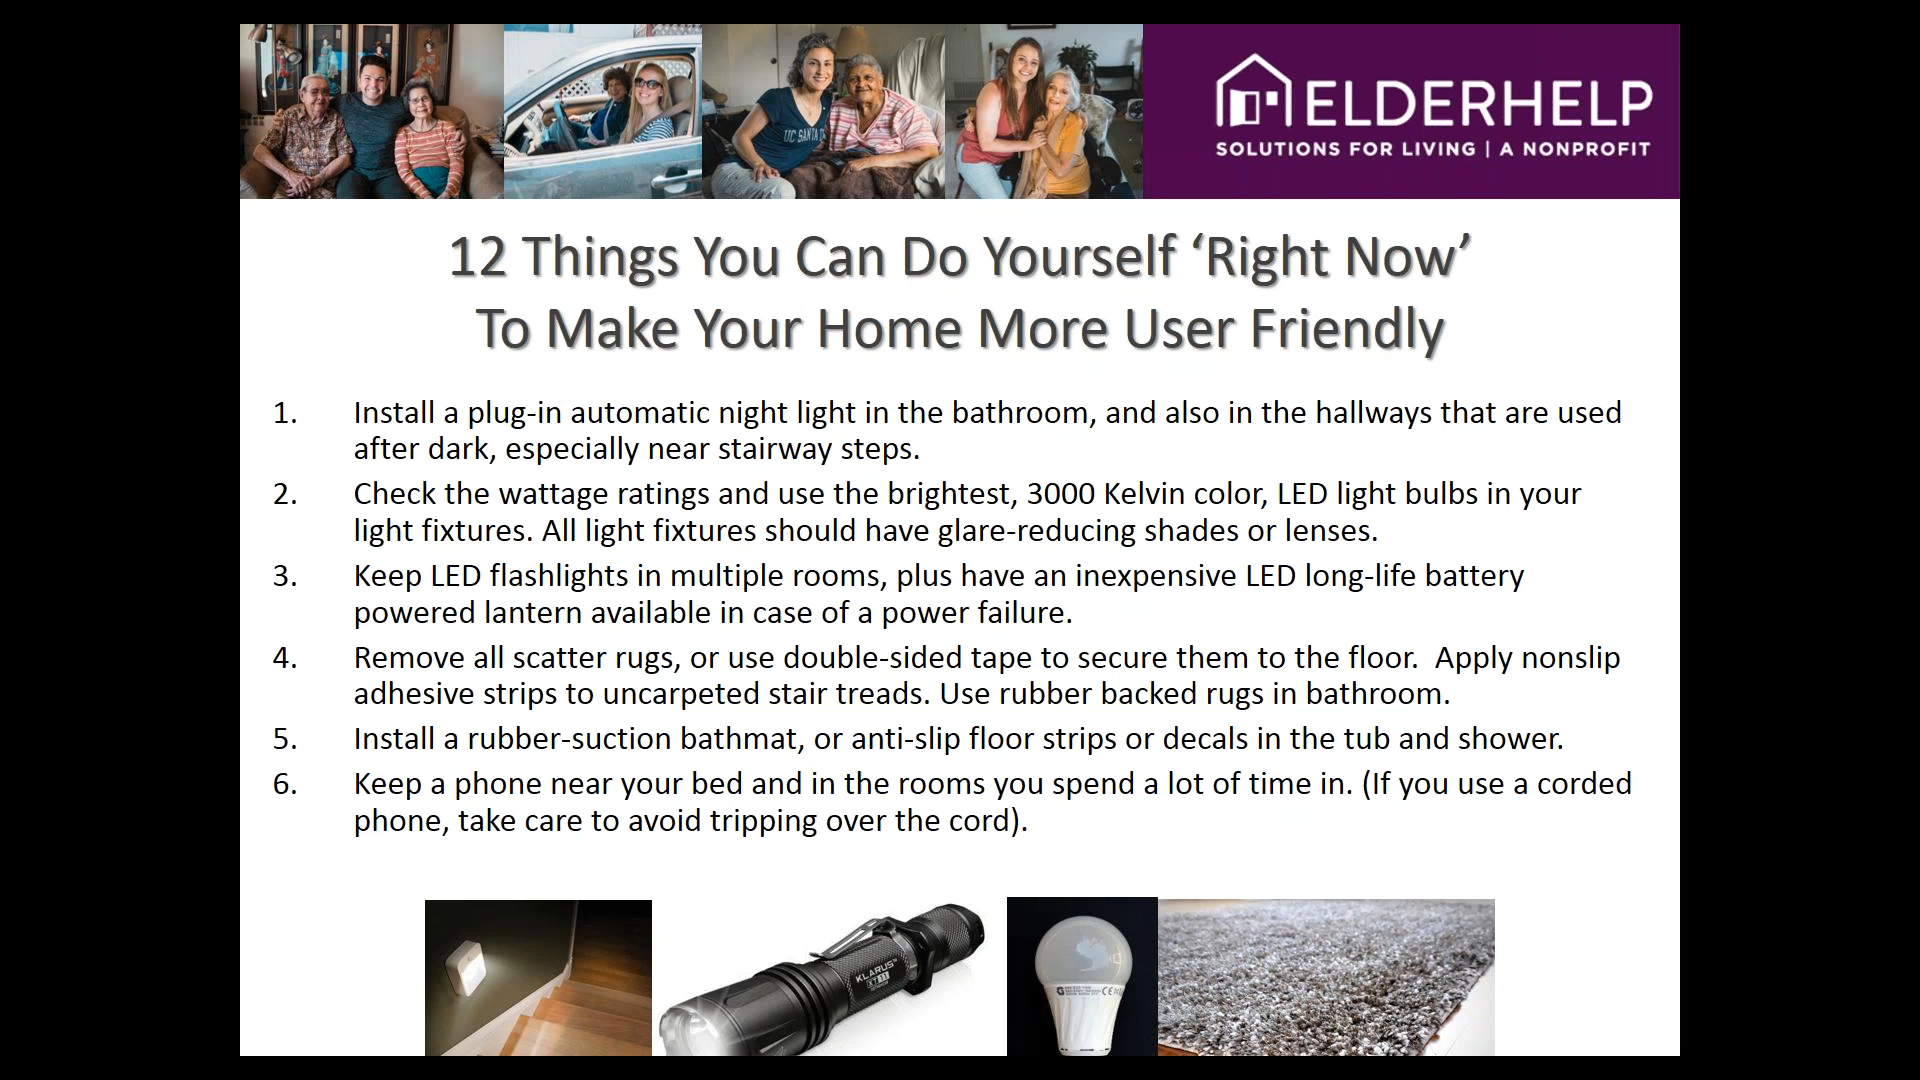 UC SANTA
ELDERHELP
SOLUTIONS FOR LIVING | A NONPROFIT
12 Things You Can Do Yourself ‘Right Now’
To Make Your Home More User Friendly
1. Install a plug-in automatic night light in the bathroom, and also in the hallways that are used
after dark, especially near stairway steps.
2. Check the wattage ratings and use the brightest, 3000 Kelvin color, LED light bulbs in your
light fixtures. All light fixtures should have glare-reducing shades or lenses.
3. Keep LED flashlights in multiple rooms, plus have an inexpensive LED long-life battery
powered lantern available in case of a power failure.
4. Remove all scatter rugs, or use double-sided tape to secure them to the floor.  Apply nonslip
adhesive strips to uncarpeted stair treads. Use rubber backed rugs in bathroom.
5. Install a rubber-suction bathmat, or anti-slip floor strips or decals in the tub and shower.
6. Keep a phone near your bed and in the rooms you spend a lot of time in. (If you use a corded
phone, take care to avoid tripping over the cord).
KLARUS
XT11
CE